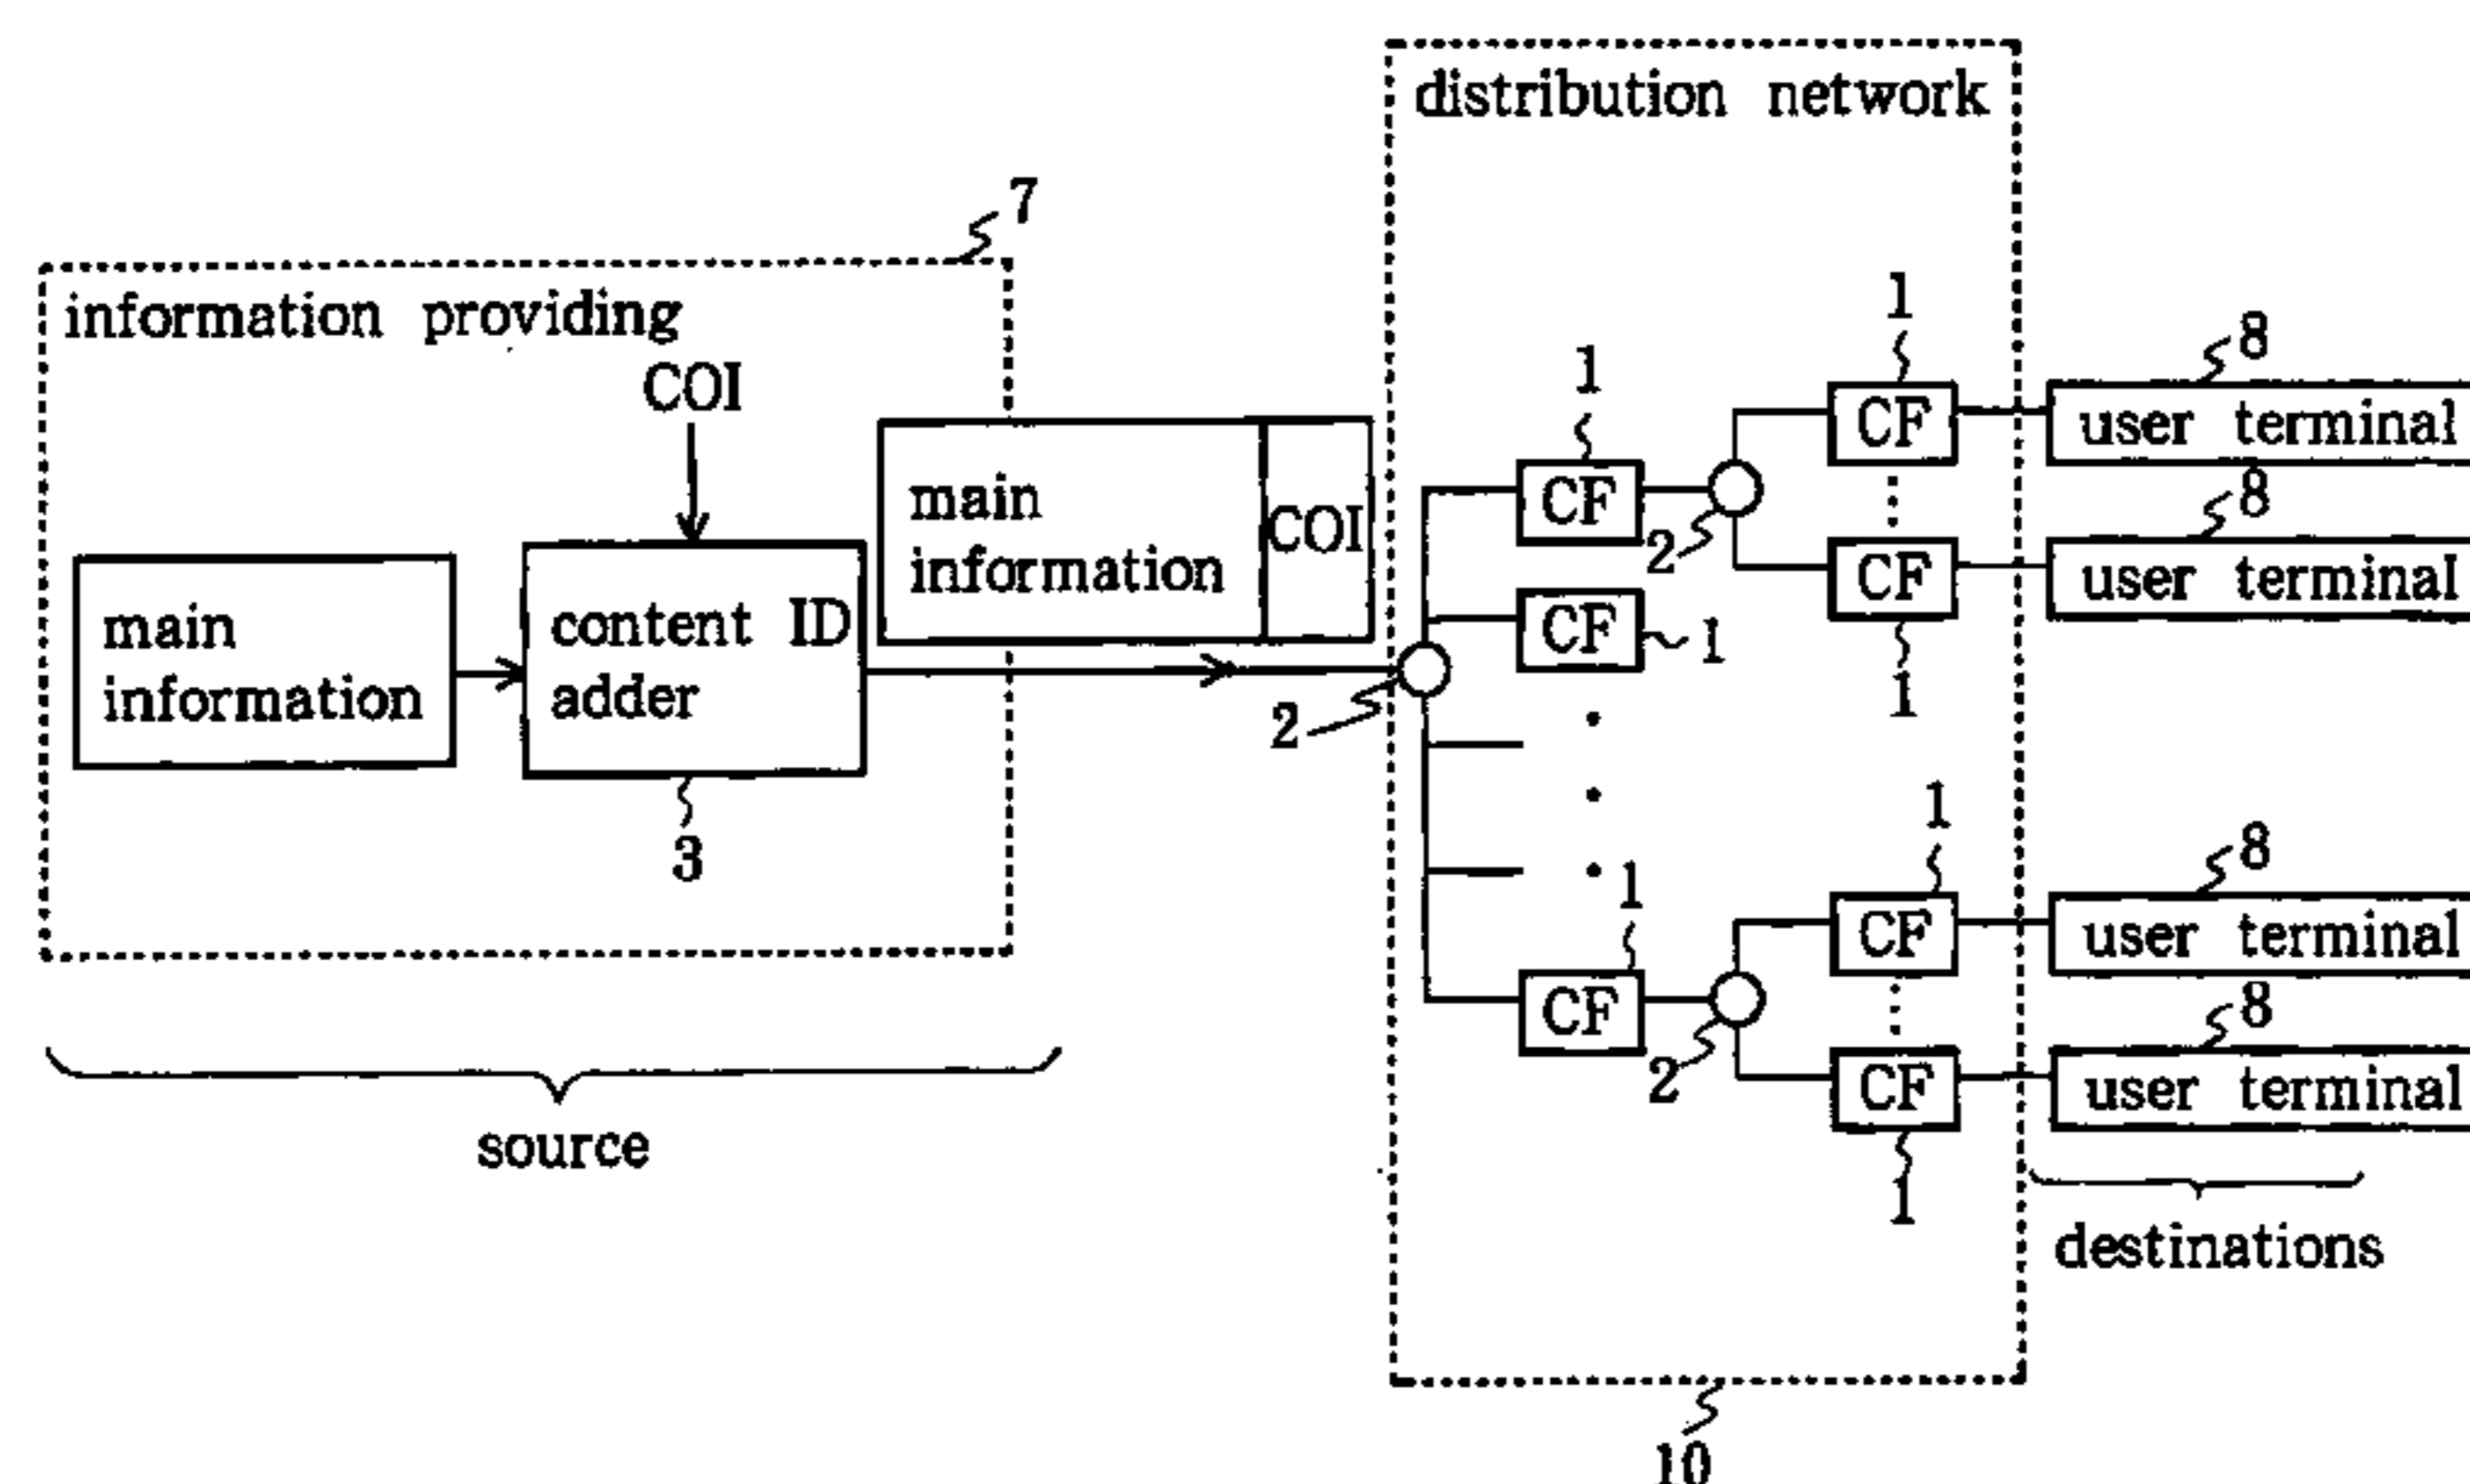 distribution network
7
information providing
COI
main
information
COI
main
information
content ID
adder
3
2
source
1
CF
1
CF
8
user terminal
2
CF
1
8
user terminal
CF
1
1
CF
2
1
CF
8
user terminal
CF
1
8
user terminal
destinations
10